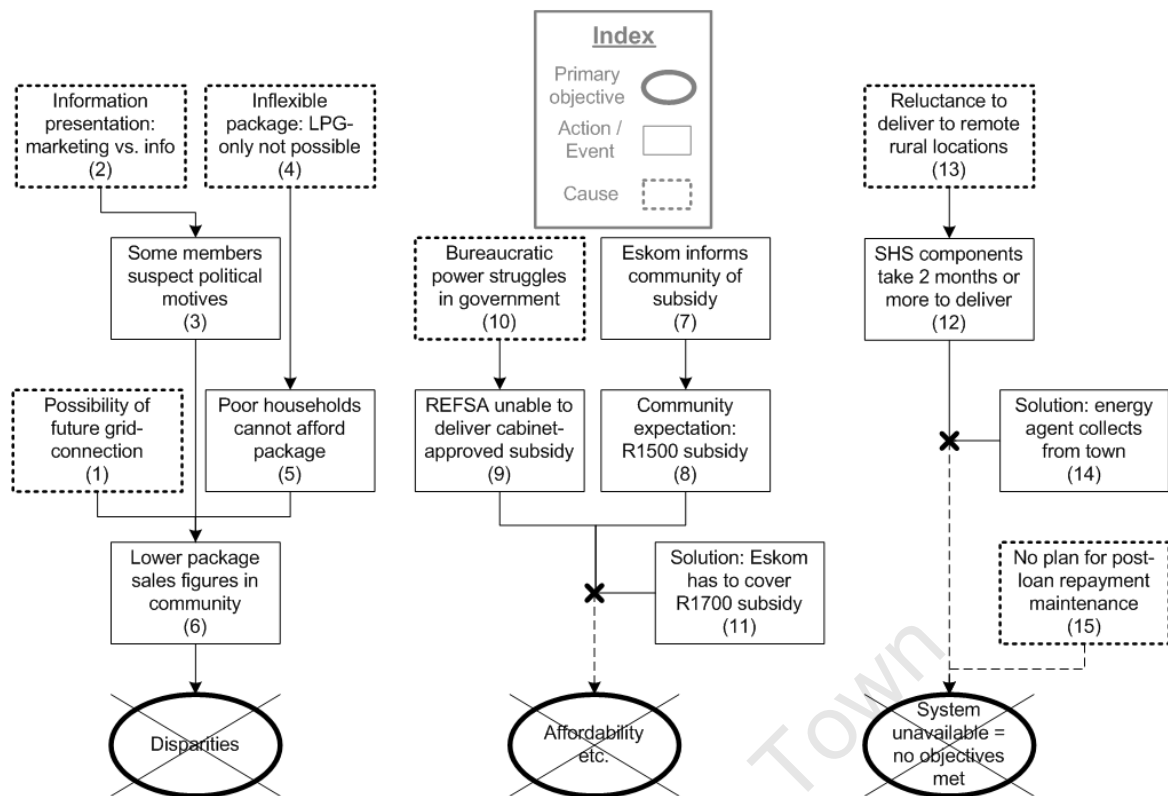 Index
Primary
objective
Action /
Event
Cause
Information
presentation:
marketing vs. info
(2)
Inflexible
package: LPG-
only not possible
(4)
Reluctance to
deliver to remote
rural locations
(13)
Some members
suspect political
motives
(3)
Bureaucratic
power struggles
in government
(10)
Eskom informs
community of
subsidy
(7)
SHS components
take 2 months or
more to deliver
(12)
Possibility of
future grid-
connection
(1)
Poor households
cannot afford
package
(5)
REFSA unable to
deliver cabinet-
approved subsidy
(9)
Community
expectation:
R1500 subsidy
(8)
Solution: energy
agent collects
from town
(14)
Lower package
sales figures in
community
(6)
Solution: Eskom
has to cover
R1700 subsidy
(11)
No plan for post-
loan repayment
maintenance
(15)
Disparities
Affordability
etc.
System
unavailable =
no objectives
met
Town